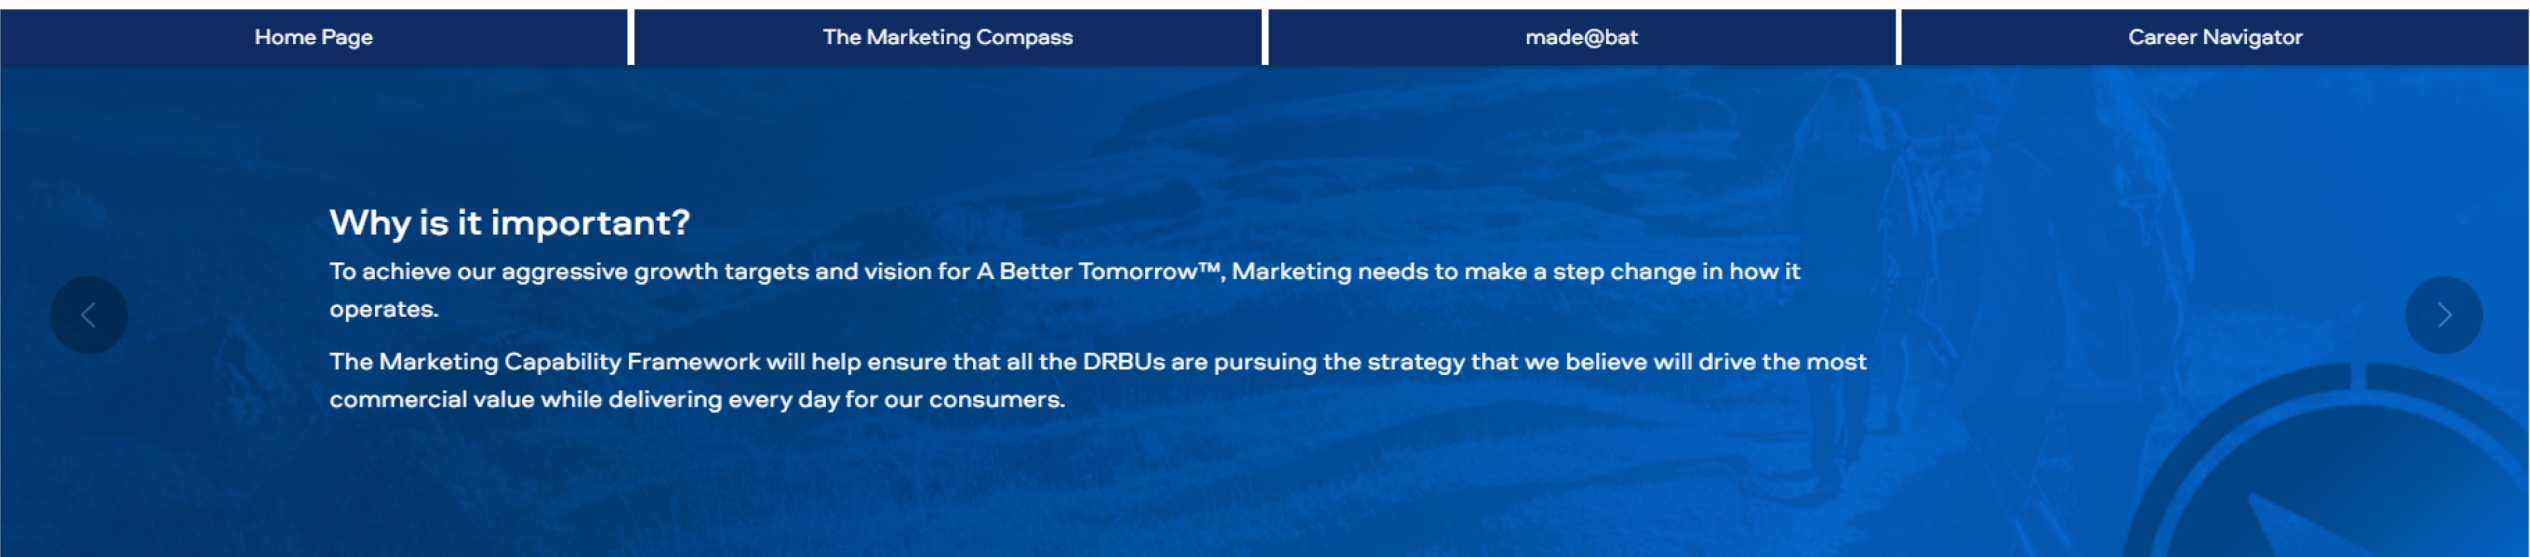 Home Page
The Marketing Compass
made@bat
Career Navigator
Why is it important?
To achieve our aggressive growth targets and vision for A Better Tomorrow™, Marketing needs to make a step change in how it
operates.
The Marketing Capability Framework will help ensure that all the DRBUs are pursuing the strategy that we believe will drive the most
commercial value while delivering every day for our consumers.